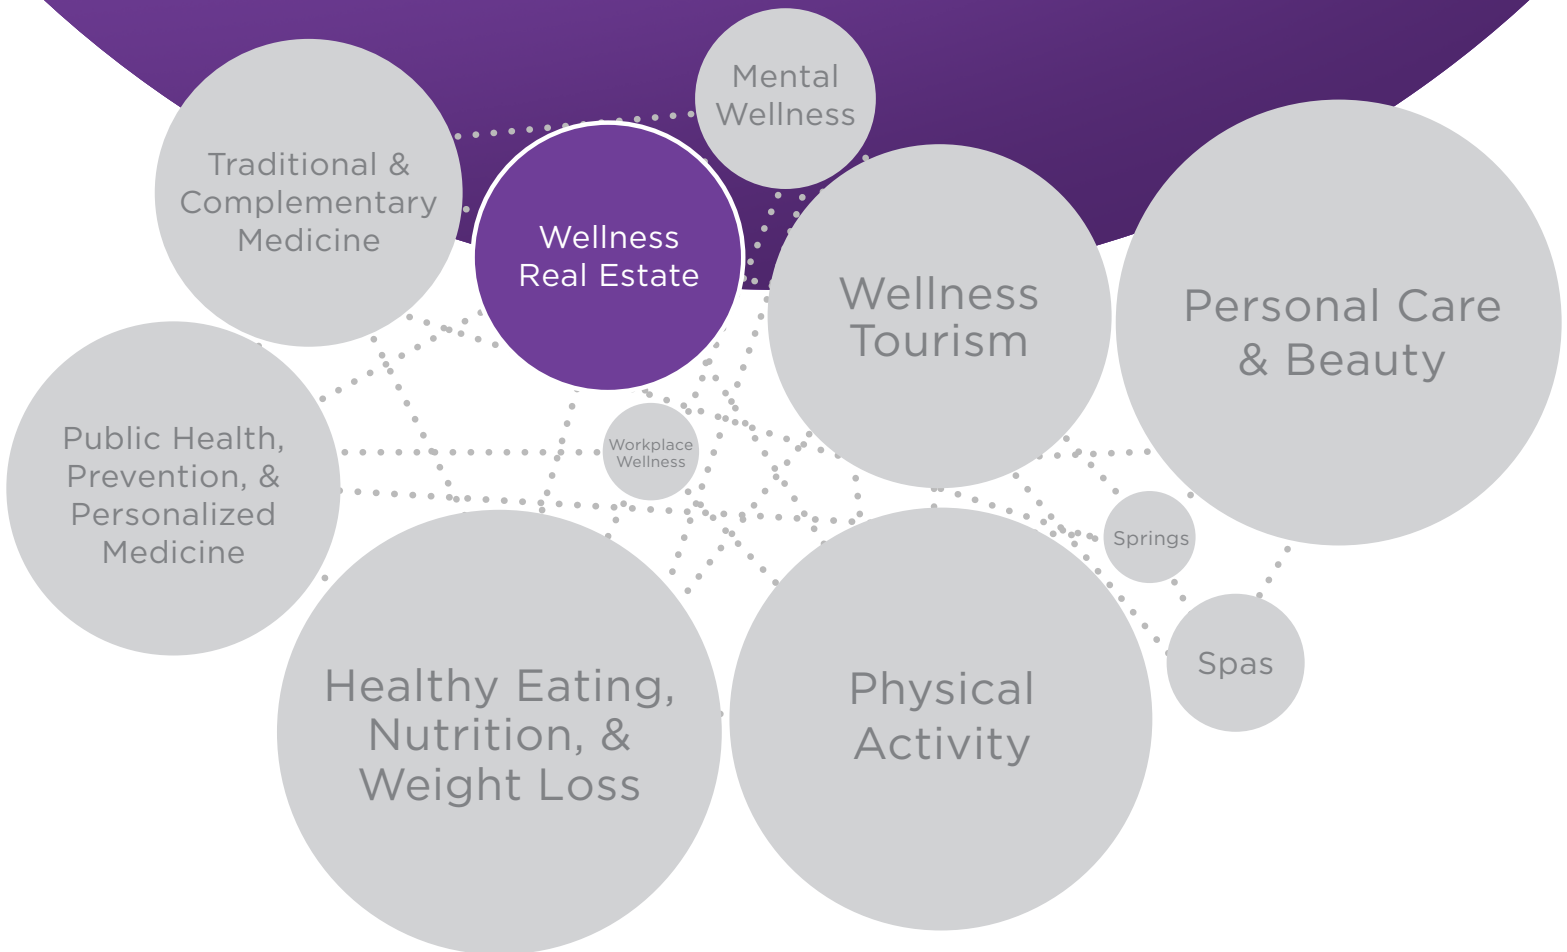 Mental
Wellness
Traditional &
Complementary
Medicine
Wellness
Real Estate
Wellness
Tourism
Personal Care
& Beauty
Public Health,
Prevention, &
Personalized
Medicine
Workplace
Wellness
Springs
Spas
Healthy Eating,
Nutrition, &
Weight Loss
Physical
Activity